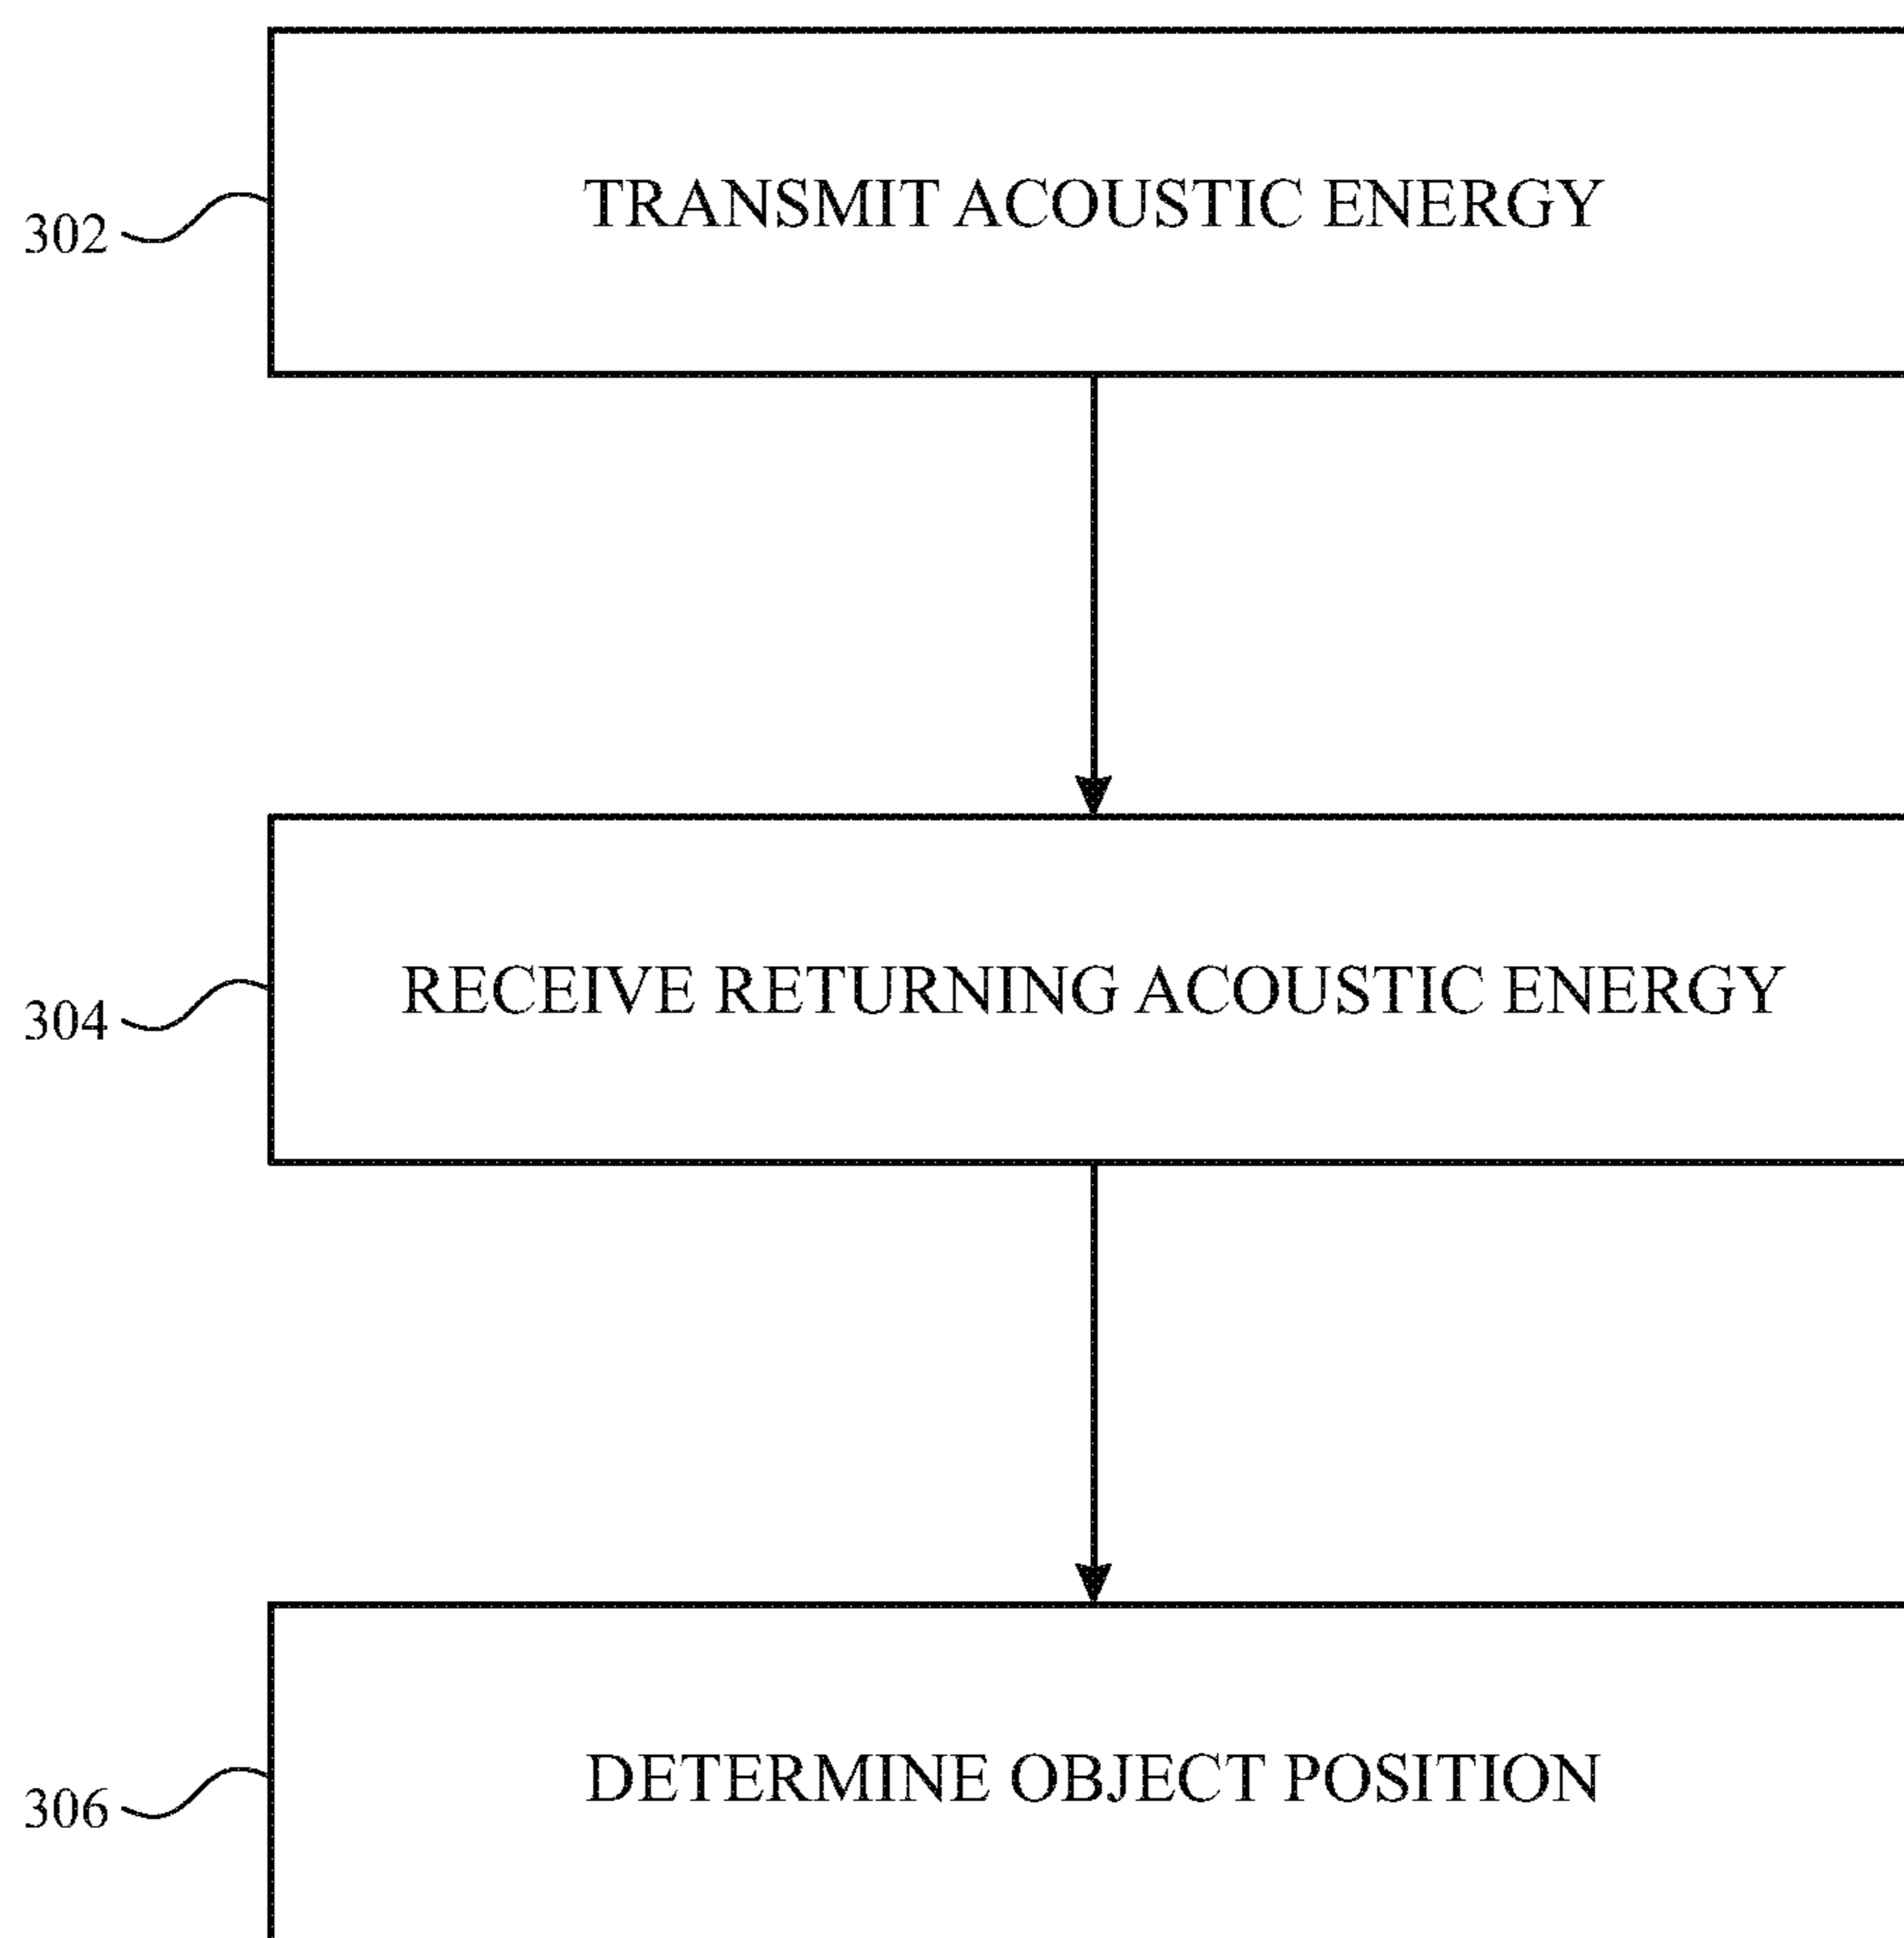 302
TRANSMIT ACOUSTIC ENERGY
304
RECEIVE RETURNING ACOUSTIC ENERGY
306
DETERMINE OBJECT POSITION